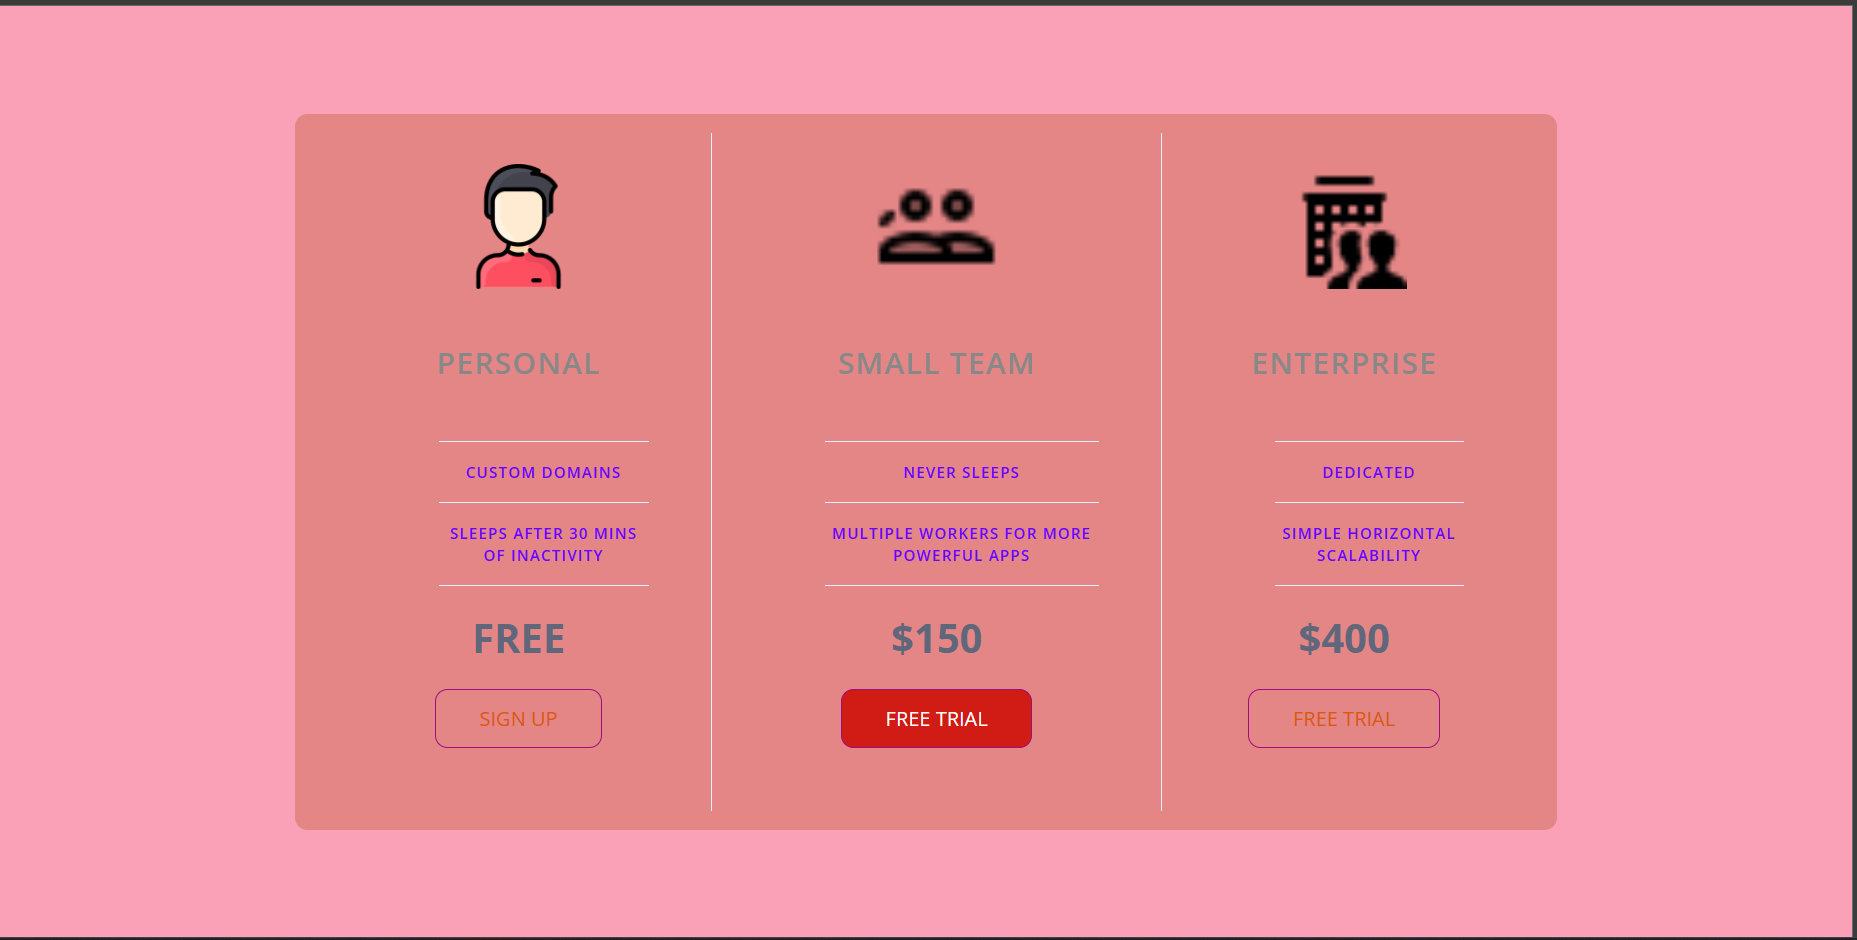 PERSONAL
CUSTOM DOMAINS
SLEEPS AFTER 30 MINS
OF INACTIVITY
FREE
SIGN UP
SMALL TEAM
NEVER SLEEPS
MULTIPLE WORKERS FOR MORE
POWERFUL APPS
$150
FREE TRIAL
ENTERPRISE
DEDICATED
SIMPLE HORIZONTAL
SCALABILITY
$400
FREE TRIAL